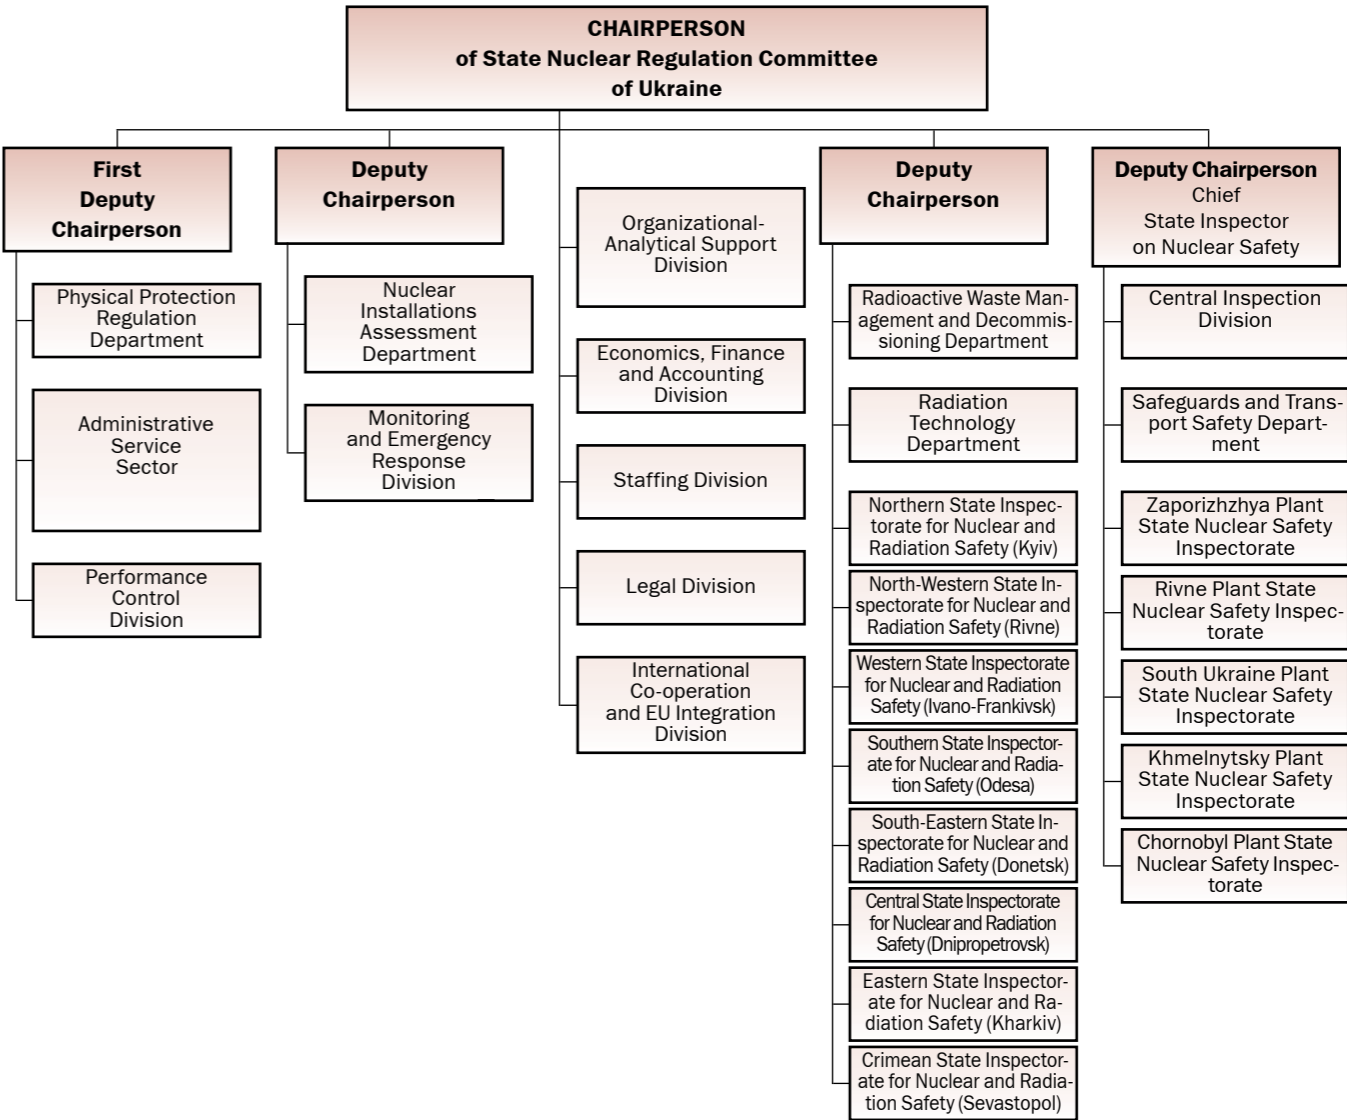 CHAIRPERSON
of State Nuclear Regulation Committee
of Ukraine
First
Deputy
Chairperson
Physical Protection
Regulation
Department
Administrative
Service
Sector
Performance
Control
Division
Deputy
Chairperson
Nuclear
Installations
Assessment
Department
Monitoring
and Emergency
Response
Division
Organizational-
Analytical Support
Division
Economics, Finance
and Accounting
Division
Staffing Division
Legal Division
International
Co-operation
and EU Integration
Division
Deputy
Chairperson
Radioactive Waste Man-
agement and Decommis-
sioning Department
Radiation
Technology
Department
Northern State Inspec-
torate for Nuclear and
Radiation Safety (Kyiv)
North-Western State In-
spectorate for Nuclear and
Radiation Safety (Rivne)
Western State Inspectorate
for Nuclear and Radiation
Safety (Ivano-Frankivsk)
Southern State Inspector-
ate for Nuclear and Radia-
tion Safety (Odesa)
South-Eastern State In-
spectorate for Nuclear and
Radiation Safety (Donetsk)
Central State Inspectorate
for Nuclear and Radiation
Safety (Dnipropetrovsk)
Eastern State Inspector-
ate for Nuclear and Ra-
diation Safety (Kharkiv)
Crimean State Inspector-
ate for Nuclear and Radia-
tion Safety (Sevastopol)
Deputy Chairperson
Chief
State Inspector
on Nuclear Safety
Central Inspection
Division
Safeguards and Trans-
port Safety Depart-
ment
Zaporizhzhya Plant
State Nuclear Safety
Inspectorate
Rivne Plant State
Nuclear Safety Inspec-
torate
South Ukraine Plant
State Nuclear Safety
Inspectorate
Khmelnytsky Plant
State Nuclear Safety
Inspectorate
Chornobyl Plant State
Nuclear Safety Inspec-
torate